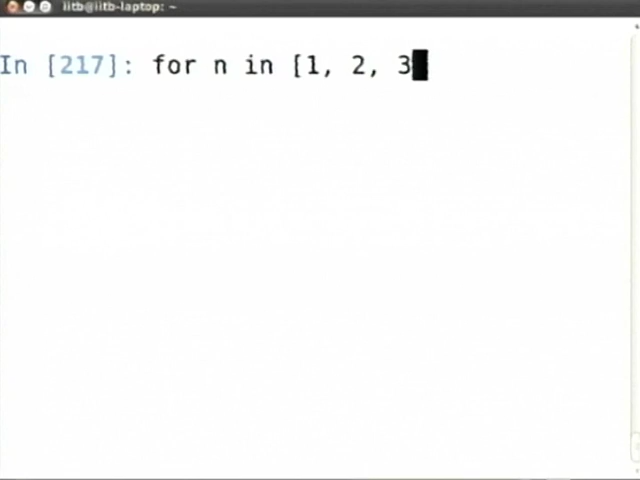 iitb@iitb-laptop: ~
In [217]: for n in [1, 2, 3